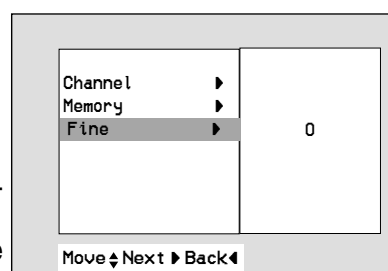 Channel ▶
Memory ▶
Fine ▶ 0
Move ▲▼ Next ▶ Back ◀